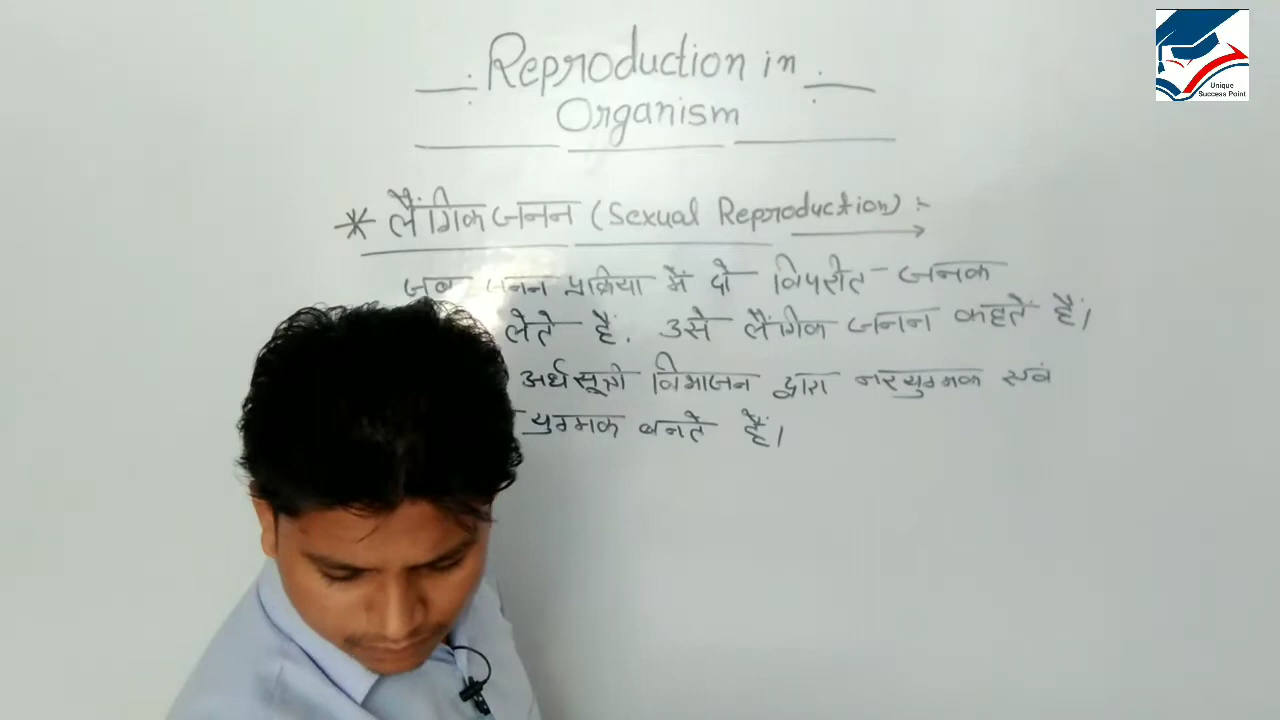 Reproduction in
Organism
Unique
Success Point
* लैंगिक जनन (Sexual Reproduction) :-
जब जनन प्रक्रिया में दो विपरीत जनक
लेते हैं. उसे लैंगिक जनन कहते हैं।
अर्धसूत्री विभाजन द्वारा नरयुग्मक एवं
युग्मक बनते हैं।